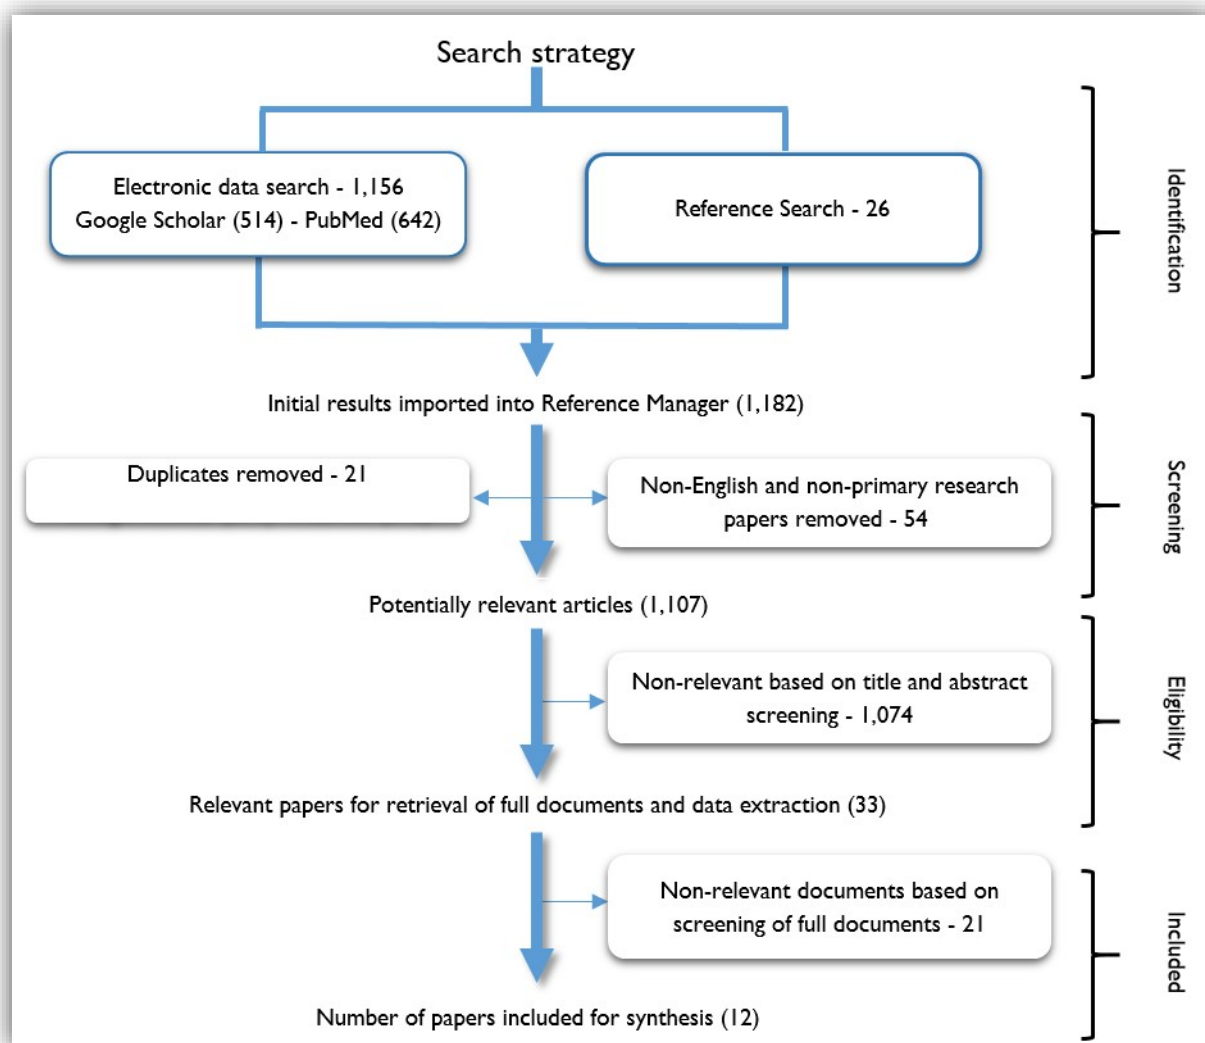 Search strategy
Electronic data search - 1,156
Google Scholar (514) - PubMed (642)
Reference Search - 26
Identification
Initial results imported into Reference Manager (1,182)
Duplicates removed - 21
Non-English and non-primary research
papers removed - 54
Screening
Potentially relevant articles (1,107)
Non-relevant based on title and abstract
screening - 1,074
Eligibility
Relevant papers for retrieval of full documents and data extraction (33)
Non-relevant documents based on
screening of full documents - 21
Included
Number of papers included for synthesis (12)